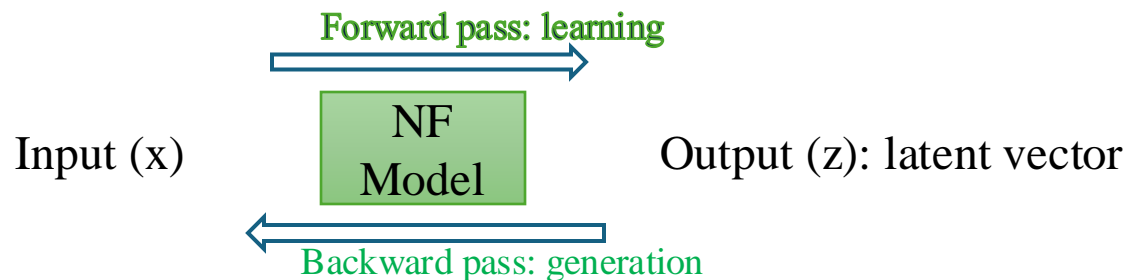 Forward pass: learning
NF
Model
Input (x)
Output (z): latent vector
Backward pass: generation